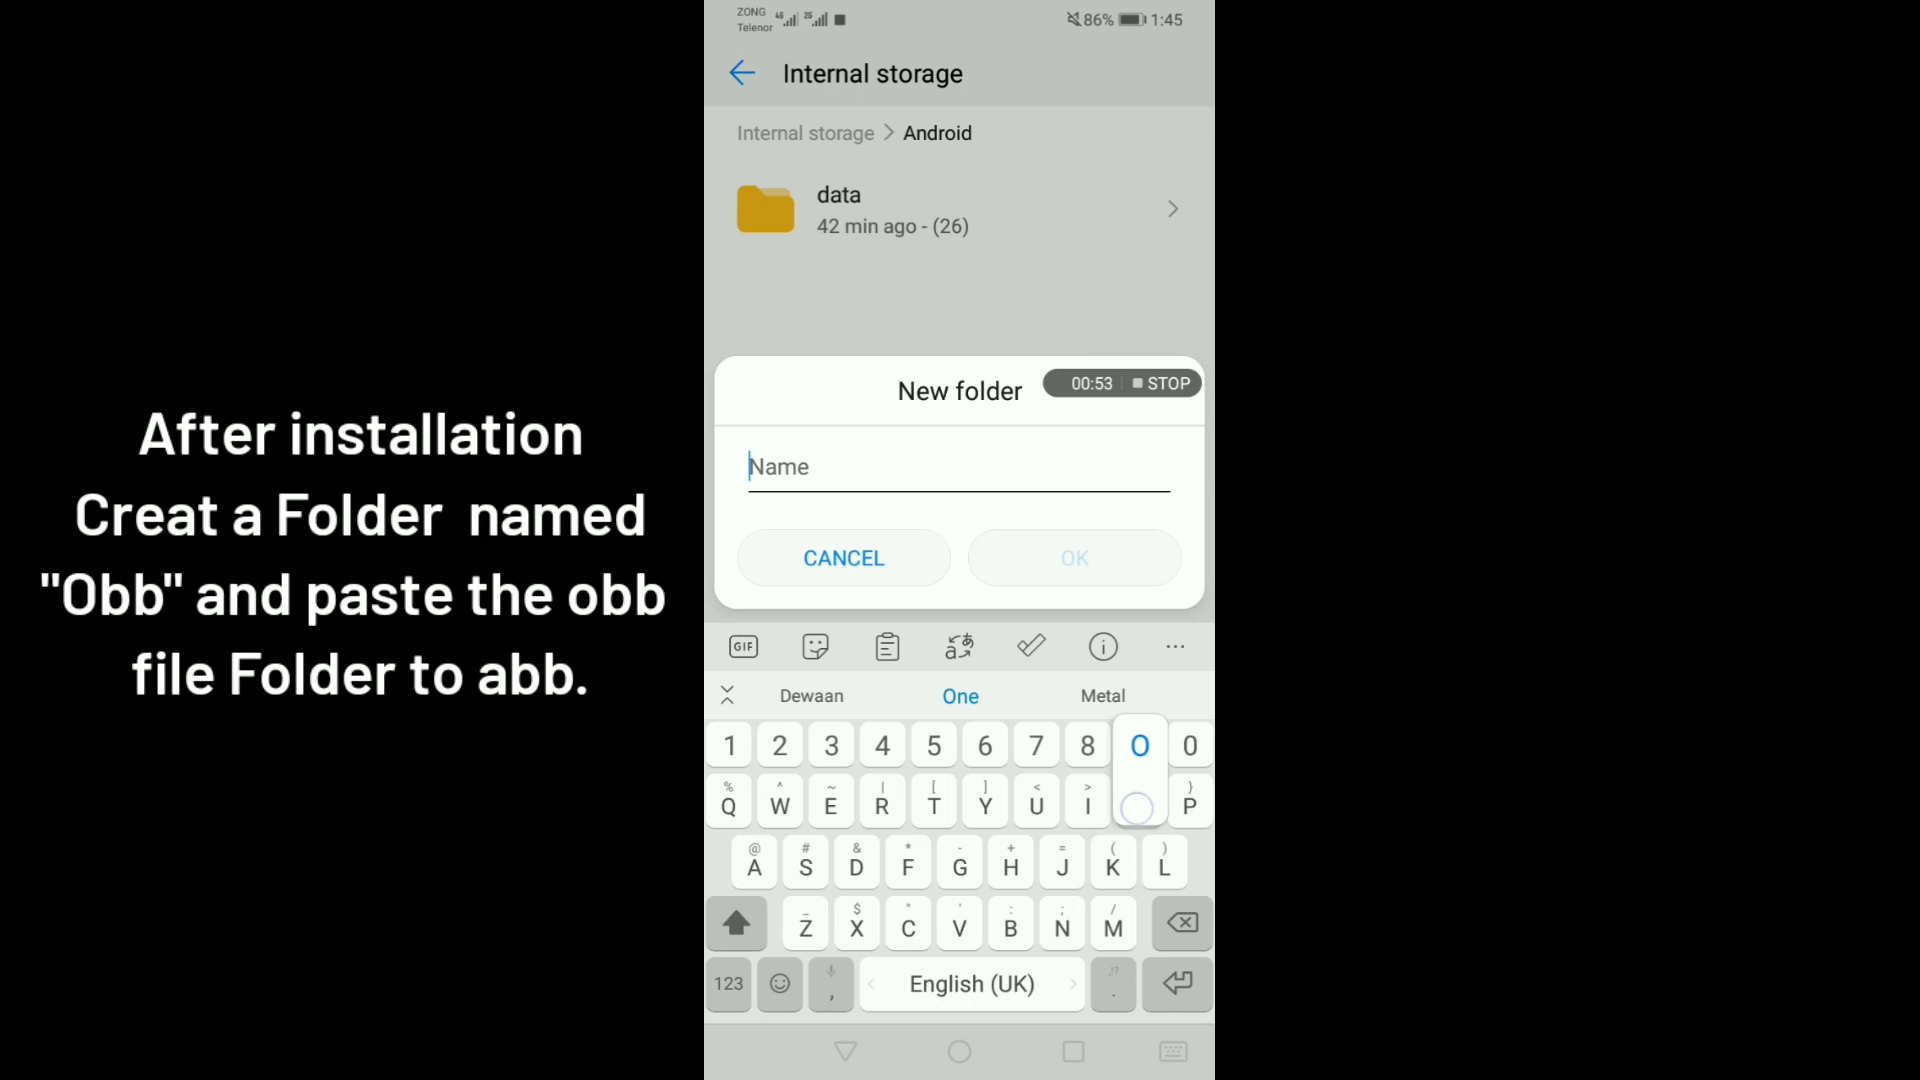 ZONG 4G 2G 86% 1:45
Telenor
Internal storage
Internal storage > Android
data
42 min ago - (26)
New folder
00:53 STOP
Name
CANCEL OK
After installation
Creat a Folder named
"Obb" and paste the obb
file Folder to abb.
GIF
Dewaan One Metal
1 2 3 4 5 6 7 8 O 0
% ^ ~ | [ ] < > }
Q W E R T Y U I P
@ # & * - + = ( )
A S D F G H J K L
_ $ " ' : ; /
Z X C V B N M
123 , English (UK) .